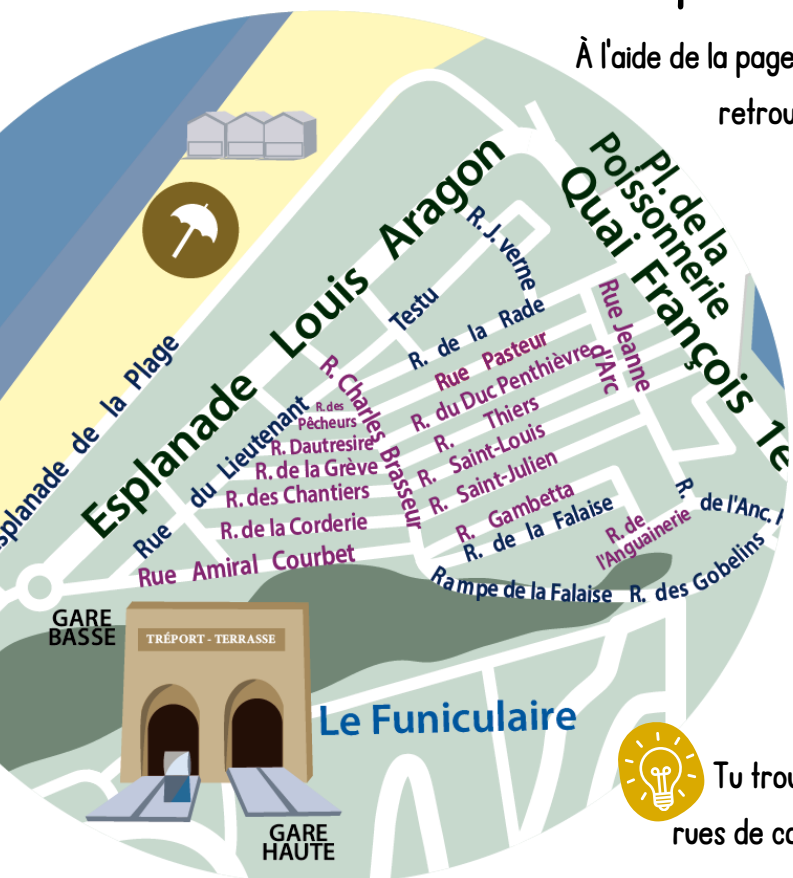 À l'aide de la page
retrou
Pl. de la
Poissonnerie
Quai François 1e
Esplanade Louis Aragon
splanade de la Plage
R. J. verne
Testu
R. de la Rade
Rue Jeanne
d'Arc
Rue Pasteur
R. du Duc Penthièvre
R. Thiers
R. Saint-Louis
R. Saint-Julien
R. Gambetta
R. de la Falaise
R. Charles Brasseur
Rue du Lieutenant
R. des
Pêcheurs
R. Dautresire
R. de la Grève
R. des Chantiers
R. de la Corderie
Rue Amiral Courbet
R. de
l'Anguainerie
R. de l'Anc.
Rampe de la Falaise
R. des Gobelins
GARE
BASSE
TRÉPORT - TERRASSE
Le Funiculaire
GARE
HAUTE
Tu trou
rues de co